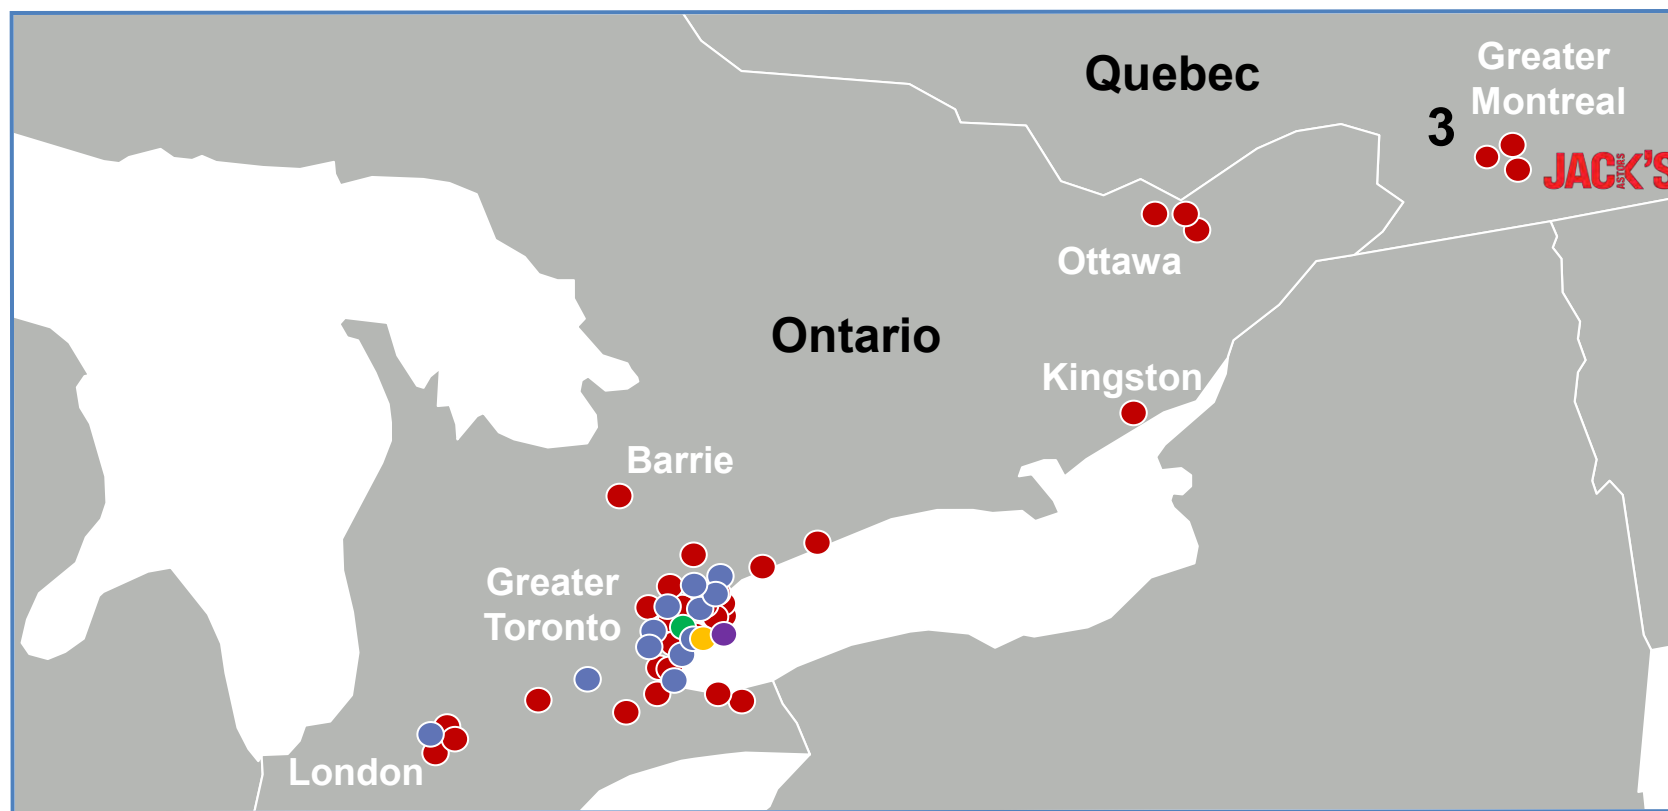 Quebec
Greater
Montreal
3
JACK'S
ASTORS
Ottawa
Ontario
Kingston
Barrie
Greater
Toronto
London